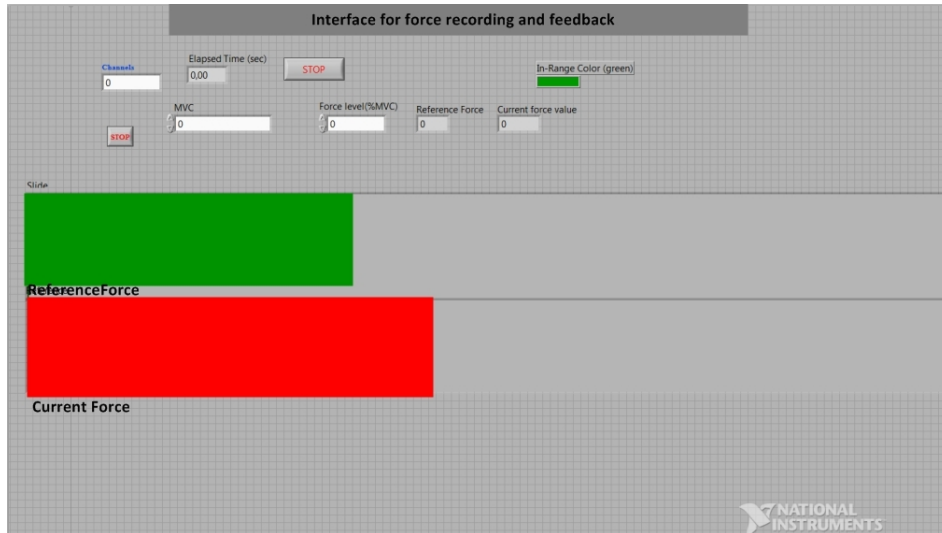 Interface for force recording and feedback
Channels
0
Elapsed Time (sec)
0,00
STOP
In-Range Color (green)
MVC
0
Force level(%MVC)
0
Reference Force
0
Current force value
0
STOP
Slide
ReferenceForce
Current Force
NATIONAL
INSTRUMENTS